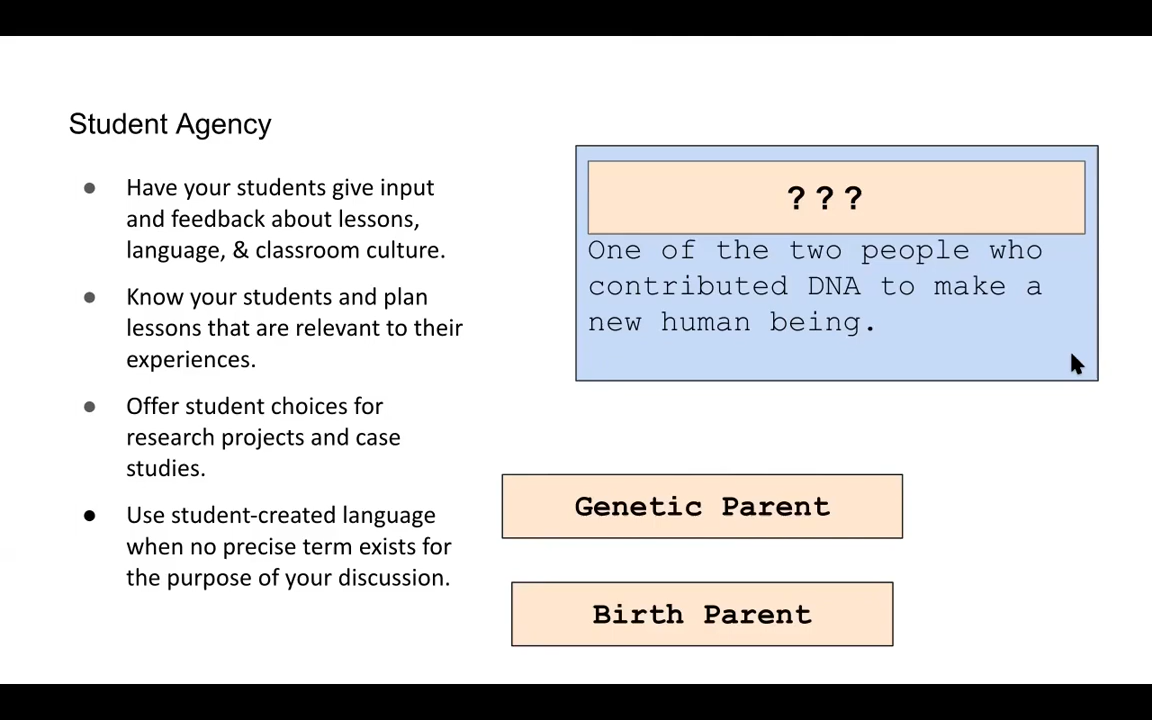 Student Agency
● Have your students give input
and feedback about lessons,
language, & classroom culture.
● Know your students and plan
lessons that are relevant to their
experiences.
● Offer student choices for
research projects and case
studies.
● Use student-created language
when no precise term exists for
the purpose of your discussion.
???
One of the two people who
contributed DNA to make a
new human being.
Genetic Parent
Birth Parent